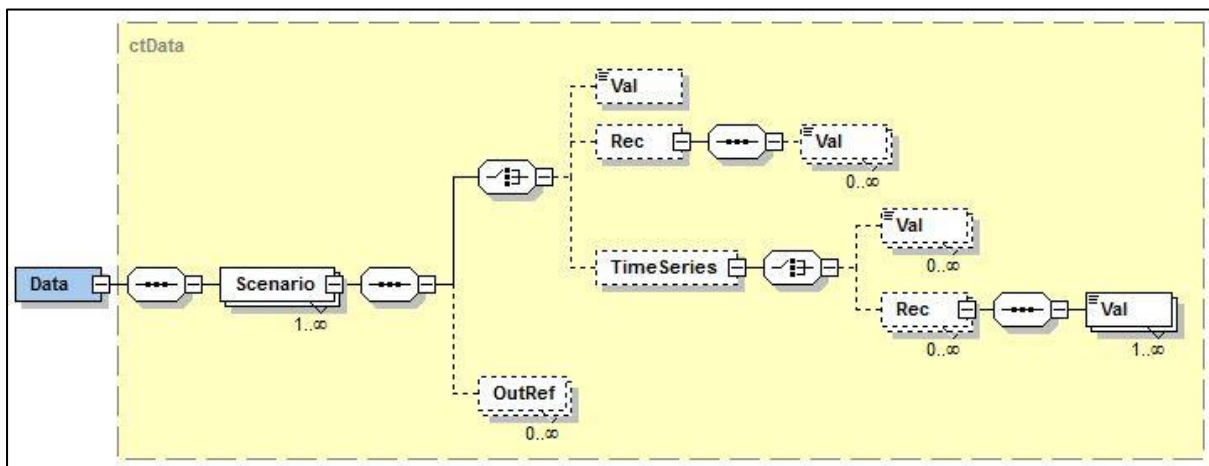 ctData
Val
Rec
Val
0..∞
Val
0..∞
TimeSeries
Data
Scenario
1..∞
Rec
0..∞
Val
1..∞
OutRef
0..∞